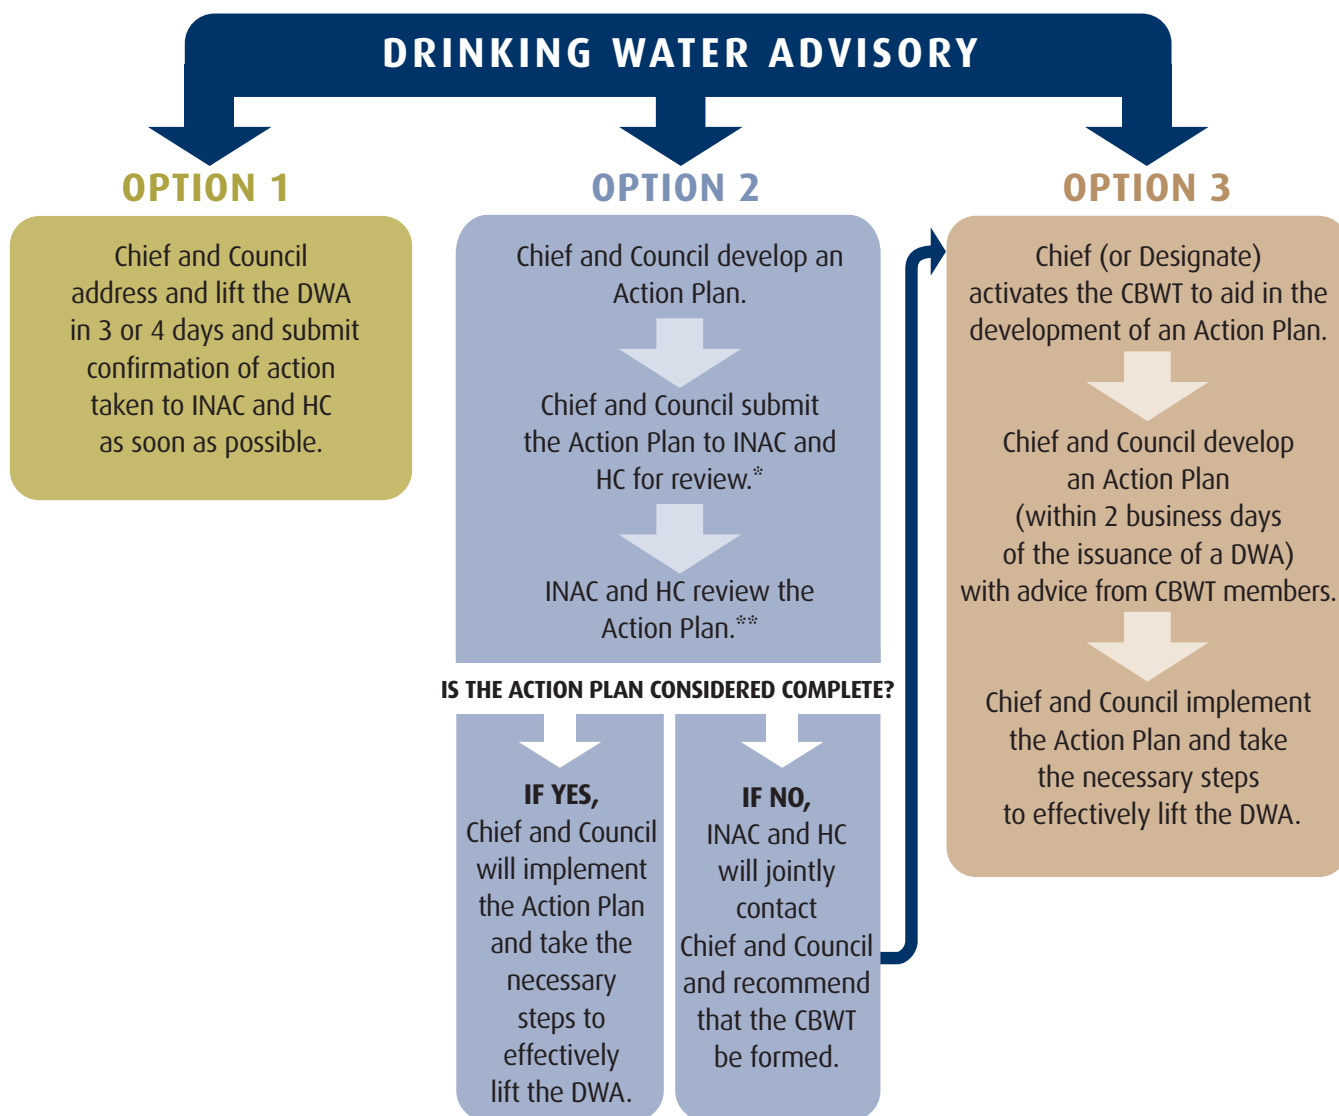 DRINKING WATER ADVISORY
OPTION 1
Chief and Council
address and lift the DWA
in 3 or 4 days and submit
confirmation of action
taken to INAC and HC
as soon as possible.
OPTION 2
Chief and Council develop an
Action Plan.
Chief and Council submit
the Action Plan to INAC and
HC for review.*
INAC and HC review the
Action Plan.**
IS THE ACTION PLAN CONSIDERED COMPLETE?
IF YES,
Chief and Council
will implement
the Action Plan
and take the
necessary
steps to
effectively
lift the DWA.
IF NO,
INAC and HC
will jointly
contact
Chief and Council
and recommend
that the CBWT
be formed.
OPTION 3
Chief (or Designate)
activates the CBWT to aid in the
development of an Action Plan.
Chief and Council develop
an Action Plan
(within 2 business days
of the issuance of a DWA)
with advice from CBWT members.
Chief and Council implement
the Action Plan and take
the necessary steps
to effectively lift the DWA.